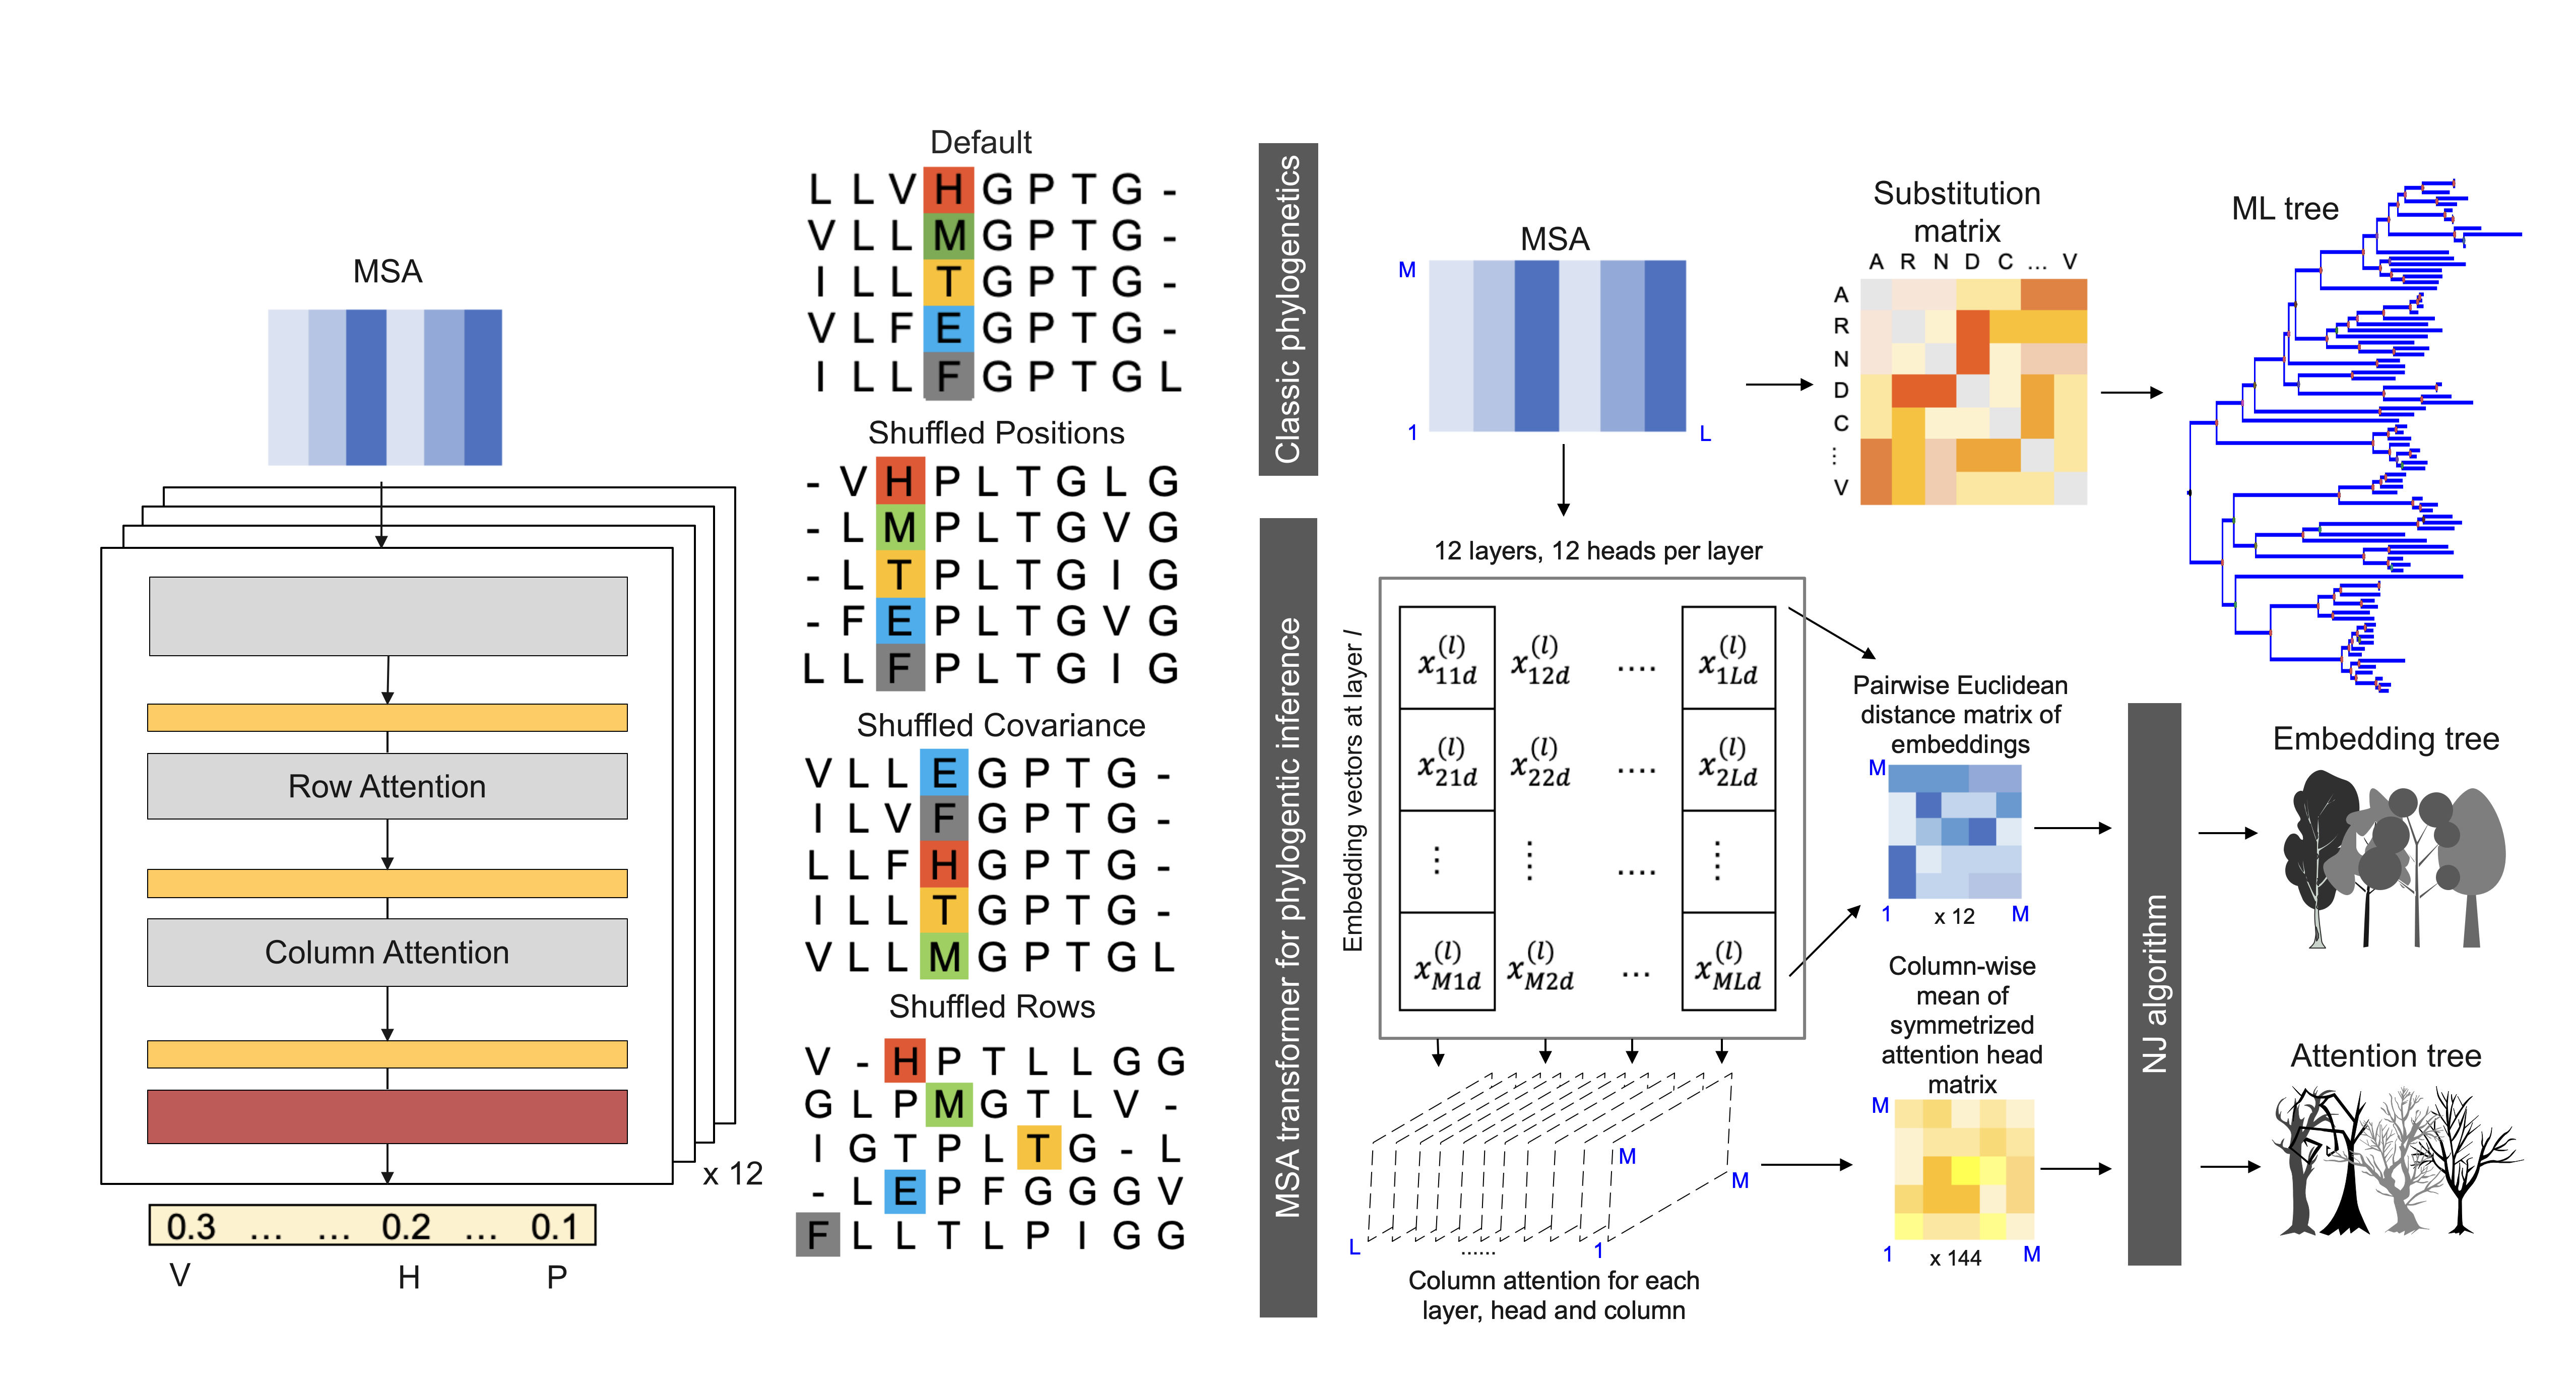 MSA
Row Attention
Column Attention
x 12
0.3 ... ... 0.2 ... 0.1
V H P
Default
L L V H G P T G -
V L L M G P T G -
I L L T G P T G -
V L F E G P T G -
I L L F G P T G L
Shuffled Positions
- V H P L T G L G
- L M P L T G V G
- L T P L T G I G
- F E P L T G V G
L L F P L T G I G
Shuffled Covariance
V L L E G P T G -
I L V F G P T G -
L L F H G P T G -
I L L T G P T G -
V L L M G P T G L
Shuffled Rows
V - H P T L L G G
G L P M G T L V -
I G T P L T G - L
- L E P F G G G V
F L L T L P I G G
Classic phylogenetics
MSA
M
1
L
Substitution
matrix
A R N D C ... V
A
R
N
D
C
⋮
V
ML tree
MSA transformer for phylogentic inference
12 layers, 12 heads per layer
Embedding vectors at layer l
x_{11d}^{(l)} x_{12d}^{(l)} .... x_{1Ld}^{(l)}
x_{21d}^{(l)} x_{22d}^{(l)} .... x_{2Ld}^{(l)}
⋮ ⋮ .... ⋮
x_{M1d}^{(l)} x_{M2d}^{(l)} ... x_{MLd}^{(l)}
M
M
L ...... 1
Column attention for each
layer, head and column
Pairwise Euclidean
distance matrix of
embeddings
M
1 x 12 M
Column-wise
mean of
symmetrized
attention head
matrix
M
1 x 144 M
NJ algorithm
Embedding tree
Attention tree